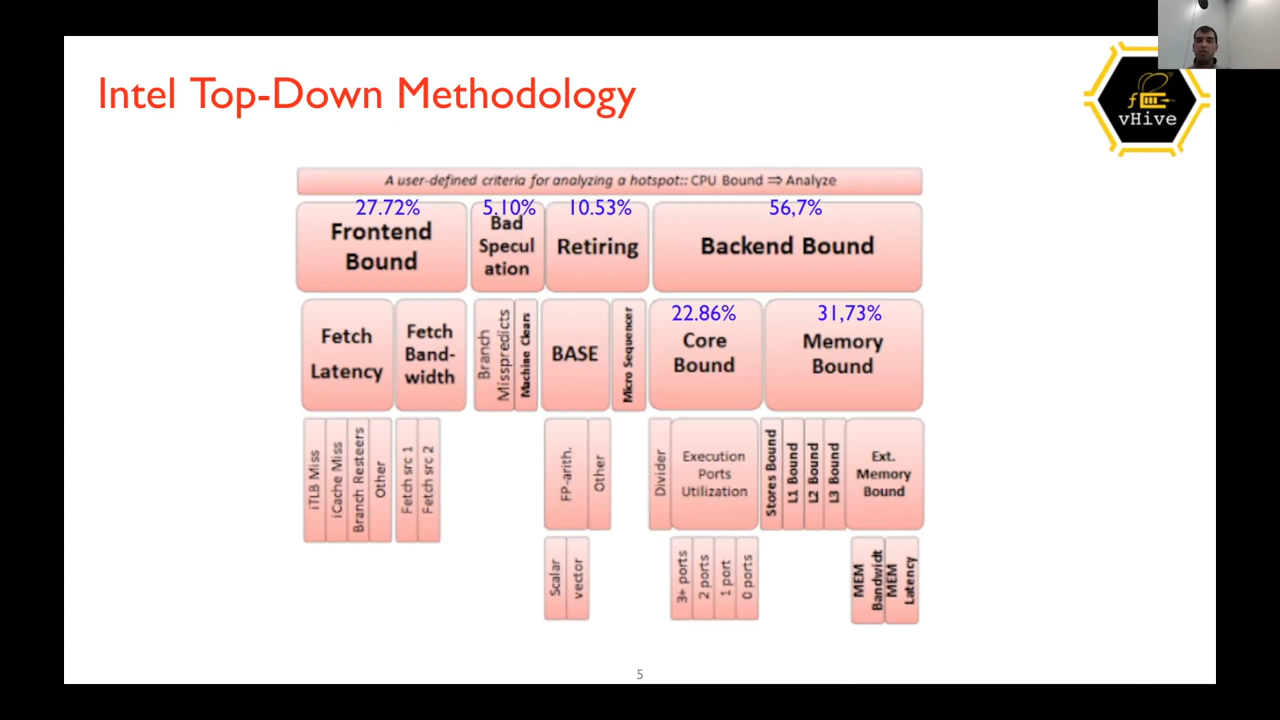 Intel Top-Down Methodology
vHive
A user-defined criteria for analyzing a hotspot:: CPU Bound ⇒ Analyze
27.72%
Frontend
Bound
5.10%
Bad
Specul
ation
10.53%
Retiring
56,7%
Backend Bound
Fetch
Latency
Fetch
Band-
width
Branch
Misspredicts
Machine Clears
BASE
Micro Sequencer
22.86%
Core
Bound
31,73%
Memory
Bound
iTLB Miss
iCache Miss
Branch Resteers
Other
Fetch src 1
Fetch src 2
FP-arith.
Other
Divider
Execution
Ports
Utilization
Stores Bound
L1 Bound
L2 Bound
L3 Bound
Ext.
Memory
Bound
Scalar
vector
3+ ports
2 ports
1 port
0 ports
MEM
Bandwidt
MEM
Latency
5